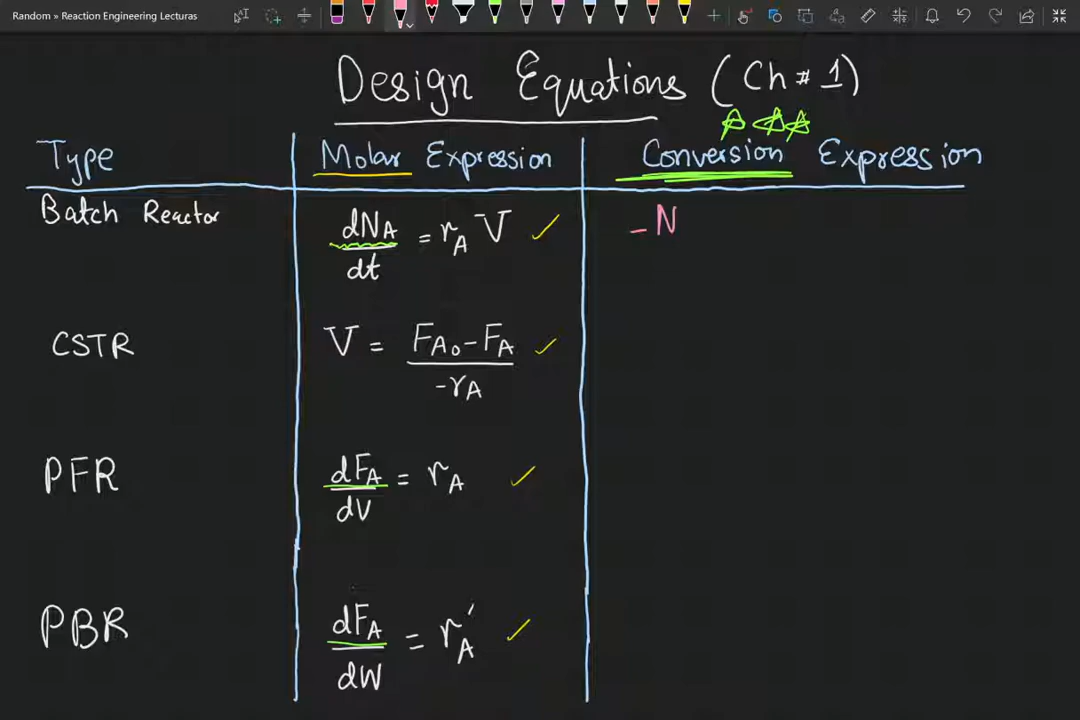 Random » Reaction Engineering Lecturas
Design Equations (Ch # 1)
Type Molar Expression Conversion Expression
Batch Reactor dNA/dt = rA V ✓ -N
CSTR V = FA₀ - FA / -rA ✓
PFR dFA/dV = rA ✓
PBR dFA/dW = rA′ ✓